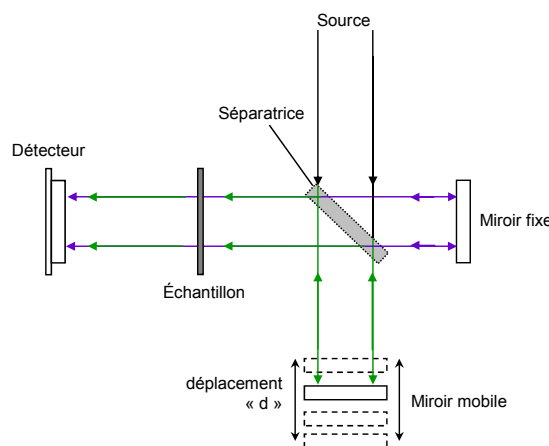 Source
Séparatrice
Détecteur
Miroir fixe
Échantillon
déplacement
« d »
Miroir mobile